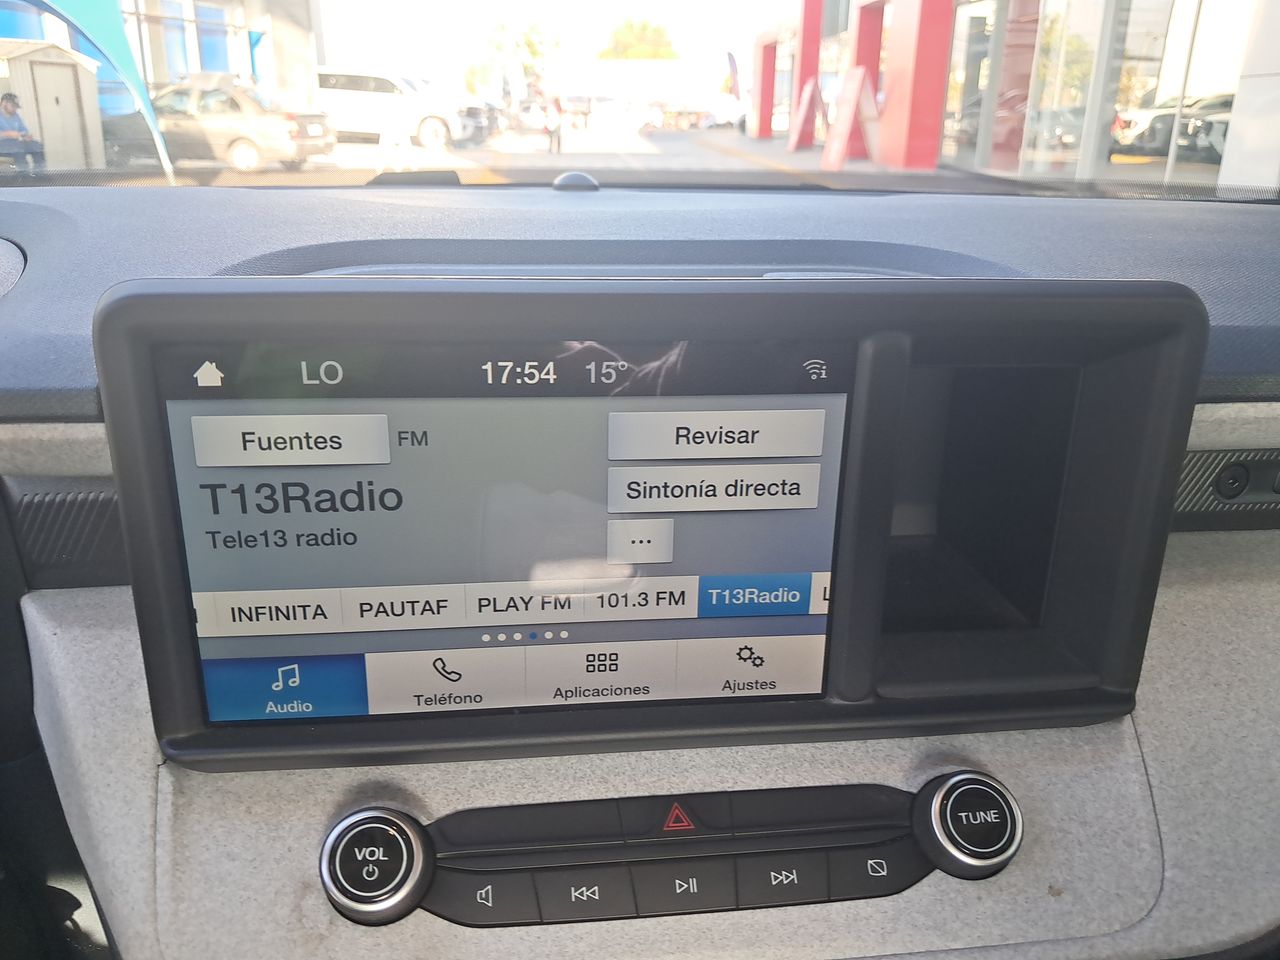 LO 17:54 15°
Fuentes FM Revisar
T13Radio Sintonía directa
Tele13 radio ...
INFINITA PAUTAF PLAY FM 101.3 FM T13Radio
Audio Teléfono Aplicaciones Ajustes
VOL TUNE